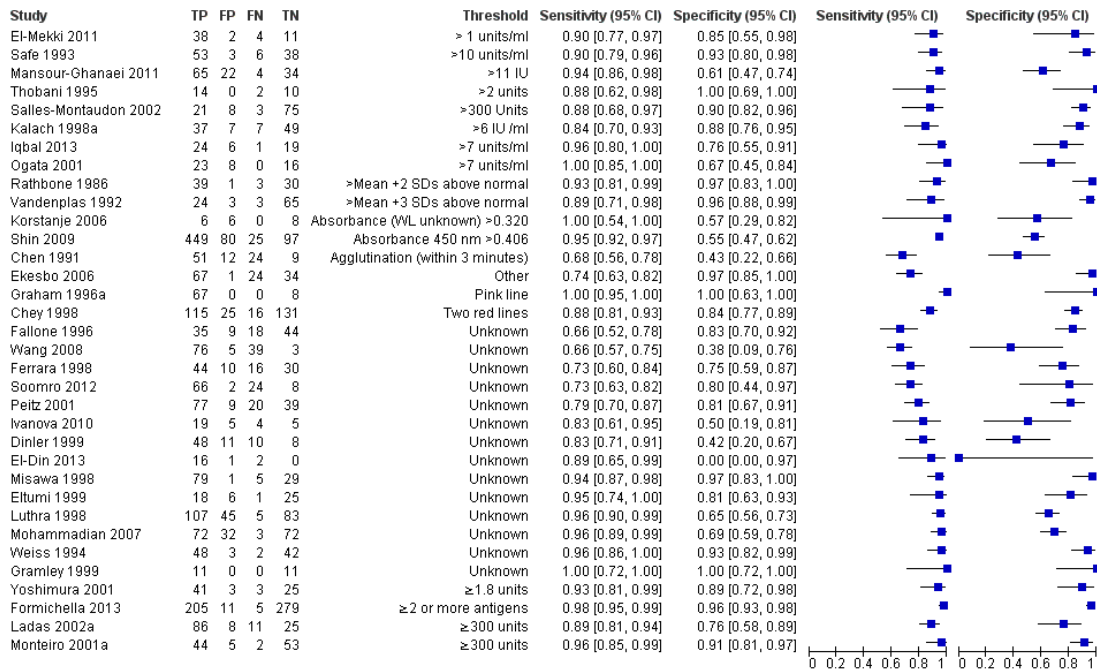 Study TP FP FN TN Threshold Sensitivity (95% CI) Specificity (95% CI) Sensitivity (95% CI) Specificity (95% CI)
El-Mekki 2011 38 2 4 11 > 1 units/ml 0.90 [0.77, 0.97] 0.85 [0.55, 0.98]
Safe 1993 53 3 6 38 >10 units/ml 0.90 [0.79, 0.96] 0.93 [0.80, 0.98]
Mansour-Ghanaei 2011 65 22 4 34 >11 IU 0.94 [0.86, 0.98] 0.61 [0.47, 0.74]
Thobani 1995 14 0 2 10 >2 units 0.88 [0.62, 0.98] 1.00 [0.69, 1.00]
Salles-Montaudon 2002 21 8 3 75 >300 Units 0.88 [0.68, 0.97] 0.90 [0.82, 0.96]
Kalach 1998a 37 7 7 49 >6 IU /ml 0.84 [0.70, 0.93] 0.88 [0.76, 0.95]
Iqbal 2013 24 6 1 19 >7 units/ml 0.96 [0.80, 1.00] 0.76 [0.55, 0.91]
Ogata 2001 23 8 0 16 >7 units/ml 1.00 [0.85, 1.00] 0.67 [0.45, 0.84]
Rathbone 1986 39 1 3 30 >Mean +2 SDs above normal 0.93 [0.81, 0.99] 0.97 [0.83, 1.00]
Vandenplas 1992 24 3 3 65 >Mean +3 SDs above normal 0.89 [0.71, 0.98] 0.96 [0.88, 0.99]
Korstanje 2006 6 6 0 8 Absorbance (WL unknown) >0.320 1.00 [0.54, 1.00] 0.57 [0.29, 0.82]
Shin 2009 449 80 25 97 Absorbance 450 nm >0.406 0.95 [0.92, 0.97] 0.55 [0.47, 0.62]
Chen 1991 51 12 24 9 Agglutination (within 3 minutes) 0.68 [0.56, 0.78] 0.43 [0.22, 0.66]
Ekesbo 2006 67 1 24 34 Other 0.74 [0.63, 0.82] 0.97 [0.85, 1.00]
Graham 1996a 67 0 0 8 Pink line 1.00 [0.95, 1.00] 1.00 [0.63, 1.00]
Chey 1998 115 25 16 131 Two red lines 0.88 [0.81, 0.93] 0.84 [0.77, 0.89]
Fallone 1996 35 9 18 44 Unknown 0.66 [0.52, 0.78] 0.83 [0.70, 0.92]
Wang 2008 76 5 39 3 Unknown 0.66 [0.57, 0.75] 0.38 [0.09, 0.76]
Ferrara 1998 44 10 16 30 Unknown 0.73 [0.60, 0.84] 0.75 [0.59, 0.87]
Soomro 2012 66 2 24 8 Unknown 0.73 [0.63, 0.82] 0.80 [0.44, 0.97]
Peitz 2001 77 9 20 39 Unknown 0.79 [0.70, 0.87] 0.81 [0.67, 0.91]
Ivanova 2010 19 5 4 5 Unknown 0.83 [0.61, 0.95] 0.50 [0.19, 0.81]
Dinler 1999 48 11 10 8 Unknown 0.83 [0.71, 0.91] 0.42 [0.20, 0.67]
El-Din 2013 16 1 2 0 Unknown 0.89 [0.65, 0.99] 0.00 [0.00, 0.97]
Misawa 1998 79 1 5 29 Unknown 0.94 [0.87, 0.98] 0.97 [0.83, 1.00]
Eltumi 1999 18 6 1 25 Unknown 0.95 [0.74, 1.00] 0.81 [0.63, 0.93]
Luthra 1998 107 45 5 83 Unknown 0.96 [0.90, 0.99] 0.65 [0.56, 0.73]
Mohammadian 2007 72 32 3 72 Unknown 0.96 [0.89, 0.99] 0.69 [0.59, 0.78]
Weiss 1994 48 3 2 42 Unknown 0.96 [0.86, 1.00] 0.93 [0.82, 0.99]
Gramley 1999 11 0 0 11 Unknown 1.00 [0.72, 1.00] 1.00 [0.72, 1.00]
Yoshimura 2001 41 3 3 25 ≥1.8 units 0.93 [0.81, 0.99] 0.89 [0.72, 0.98]
Formichella 2013 205 11 5 279 ≥2 or more antigens 0.98 [0.95, 0.99] 0.96 [0.93, 0.98]
Ladas 2002a 86 8 11 25 ≥300 units 0.89 [0.81, 0.94] 0.76 [0.58, 0.89]
Monteiro 2001a 44 5 2 53 ≥300 units 0.96 [0.85, 0.99] 0.91 [0.81, 0.97]
0 0.2 0.4 0.6 0.8 1 0 0.2 0.4 0.6 0.8 1